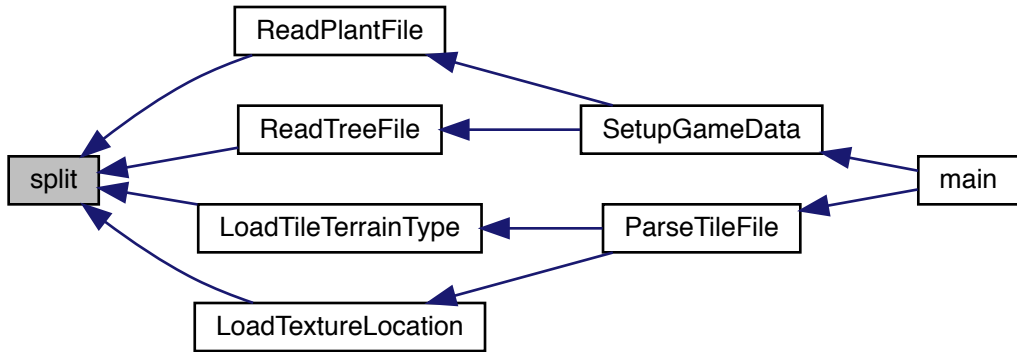 ReadPlantFile
ReadTreeFile
SetupGameData
split
main
LoadTileTerrainType
ParseTileFile
LoadTextureLocation